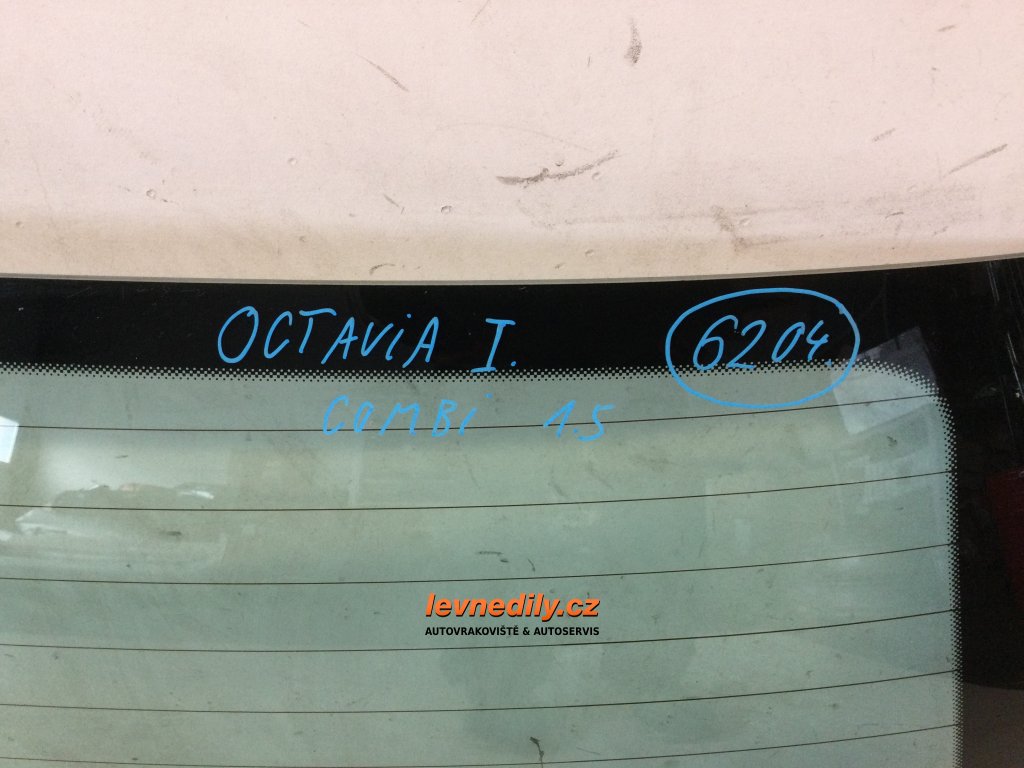 OCTAVIA I. 6204
COMBI 1.5
levnedily.cz
AUTOVRAKOVIŠTĚ & AUTOSERVIS